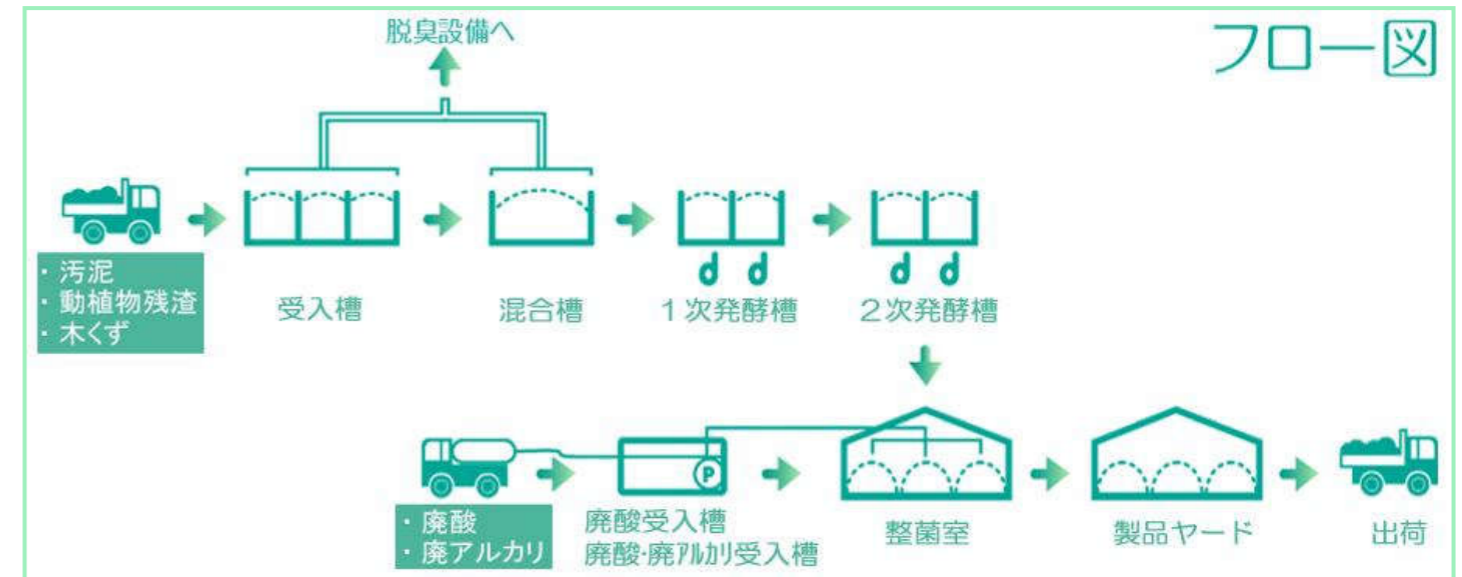 脱臭設備へ
フロー図
・汚泥
・動植物残渣
・木くず
受入槽
混合槽
1次発酵槽
2次発酵槽
・廃酸
・廃アルカリ
P
廃酸受入槽
廃酸・廃ｱﾙｶﾘ受入槽
整菌室
製品ヤード
出荷